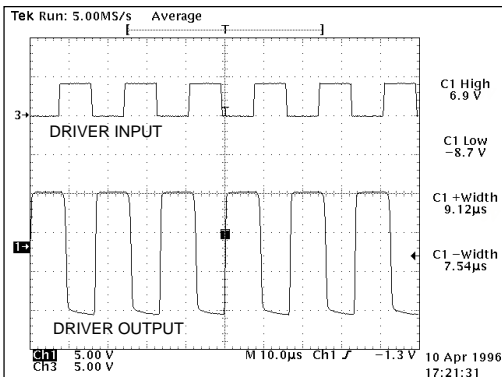 Tek Run: 5.00MS/s Average
[ T ]
3→
T
DRIVER INPUT
1→
T
DRIVER OUTPUT
C1 High
6.9 V
C1 Low
−8.7 V
C1 +Width
9.12µs
C1 −Width
7.54µs
Ch1 5.00 V M 10.0µs Ch1 ∫ −1.3 V
Ch3 5.00 V
10 Apr 1996
17:21:31